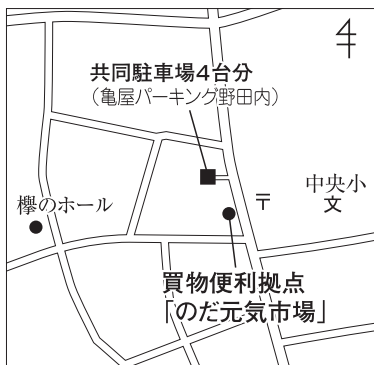 共同駐車場4台分
（亀屋パーキング野田内）
欅のホール
〒
中央小
文
買物便利拠点
「のだ元気市場」